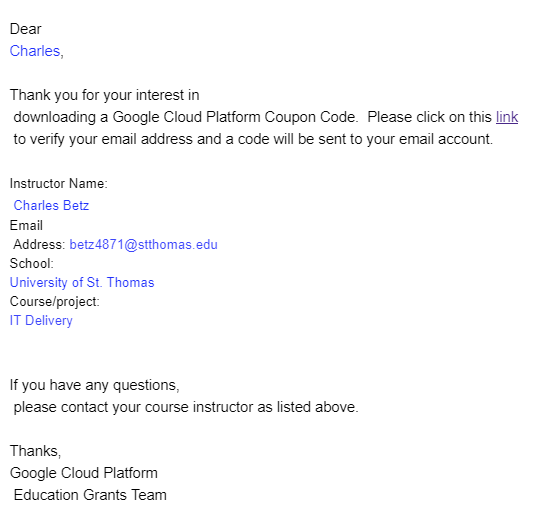 Dear
Charles,
Thank you for your interest in
downloading a Google Cloud Platform Coupon Code. Please click on this link
to verify your email address and a code will be sent to your email account.
Instructor Name:
Charles Betz
Email
Address: betz4871@stthomas.edu
School:
University of St. Thomas
Course/project:
IT Delivery
If you have any questions,
please contact your course instructor as listed above.
Thanks,
Google Cloud Platform
Education Grants Team